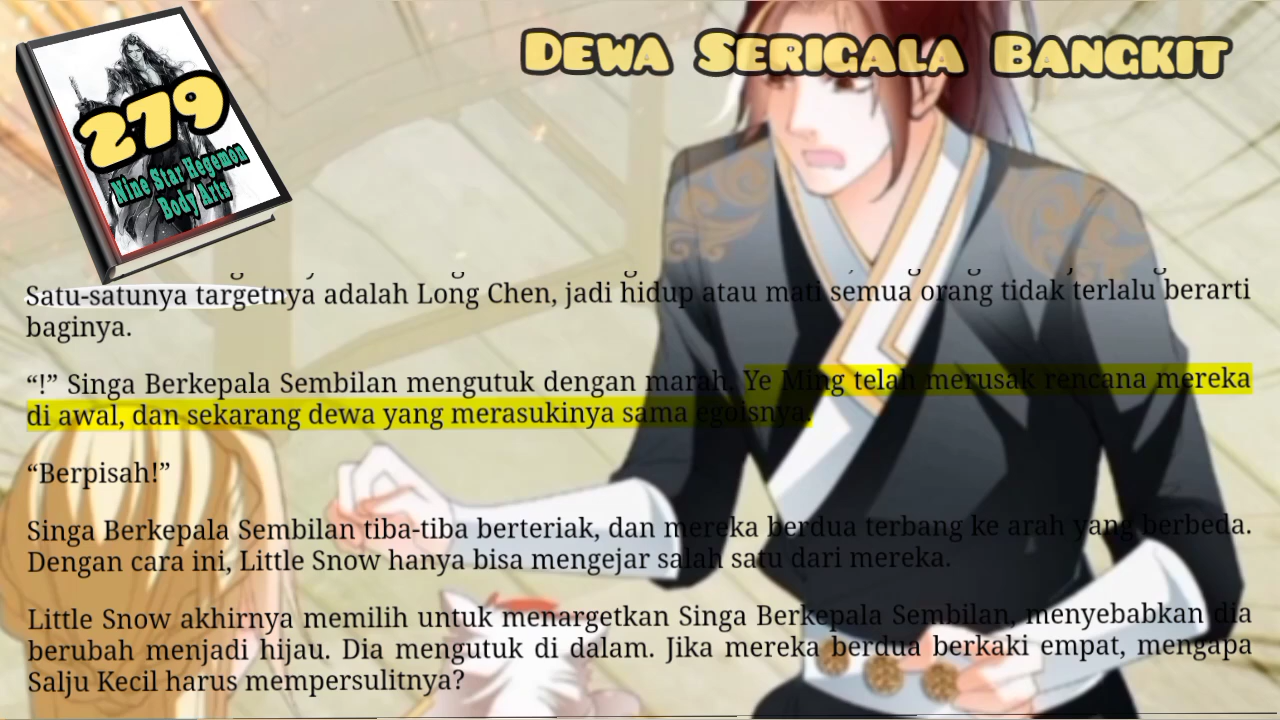 DEWA SERIGALA BANGKIT
279
Nine Star Hegemon
Body Arts
Satu-satunya targetnya adalah Long Chen, jadi hidup atau mati semua orang tidak terlalu berarti
baginya.
“!” Singa Berkepala Sembilan mengutuk dengan marah. Ye Ming telah merusak rencana mereka
di awal, dan sekarang dewa yang merasukinya sama egoisnya.
“Berpisah!”
Singa Berkepala Sembilan tiba-tiba berteriak, dan mereka berdua terbang ke arah yang berbeda.
Dengan cara ini, Little Snow hanya bisa mengejar salah satu dari mereka.
Little Snow akhirnya memilih untuk menargetkan Singa Berkepala Sembilan, menyebabkan dia
berubah menjadi hijau. Dia mengutuk di dalam. Jika mereka berdua berkaki empat, mengapa
Salju Kecil harus mempersulitnya?